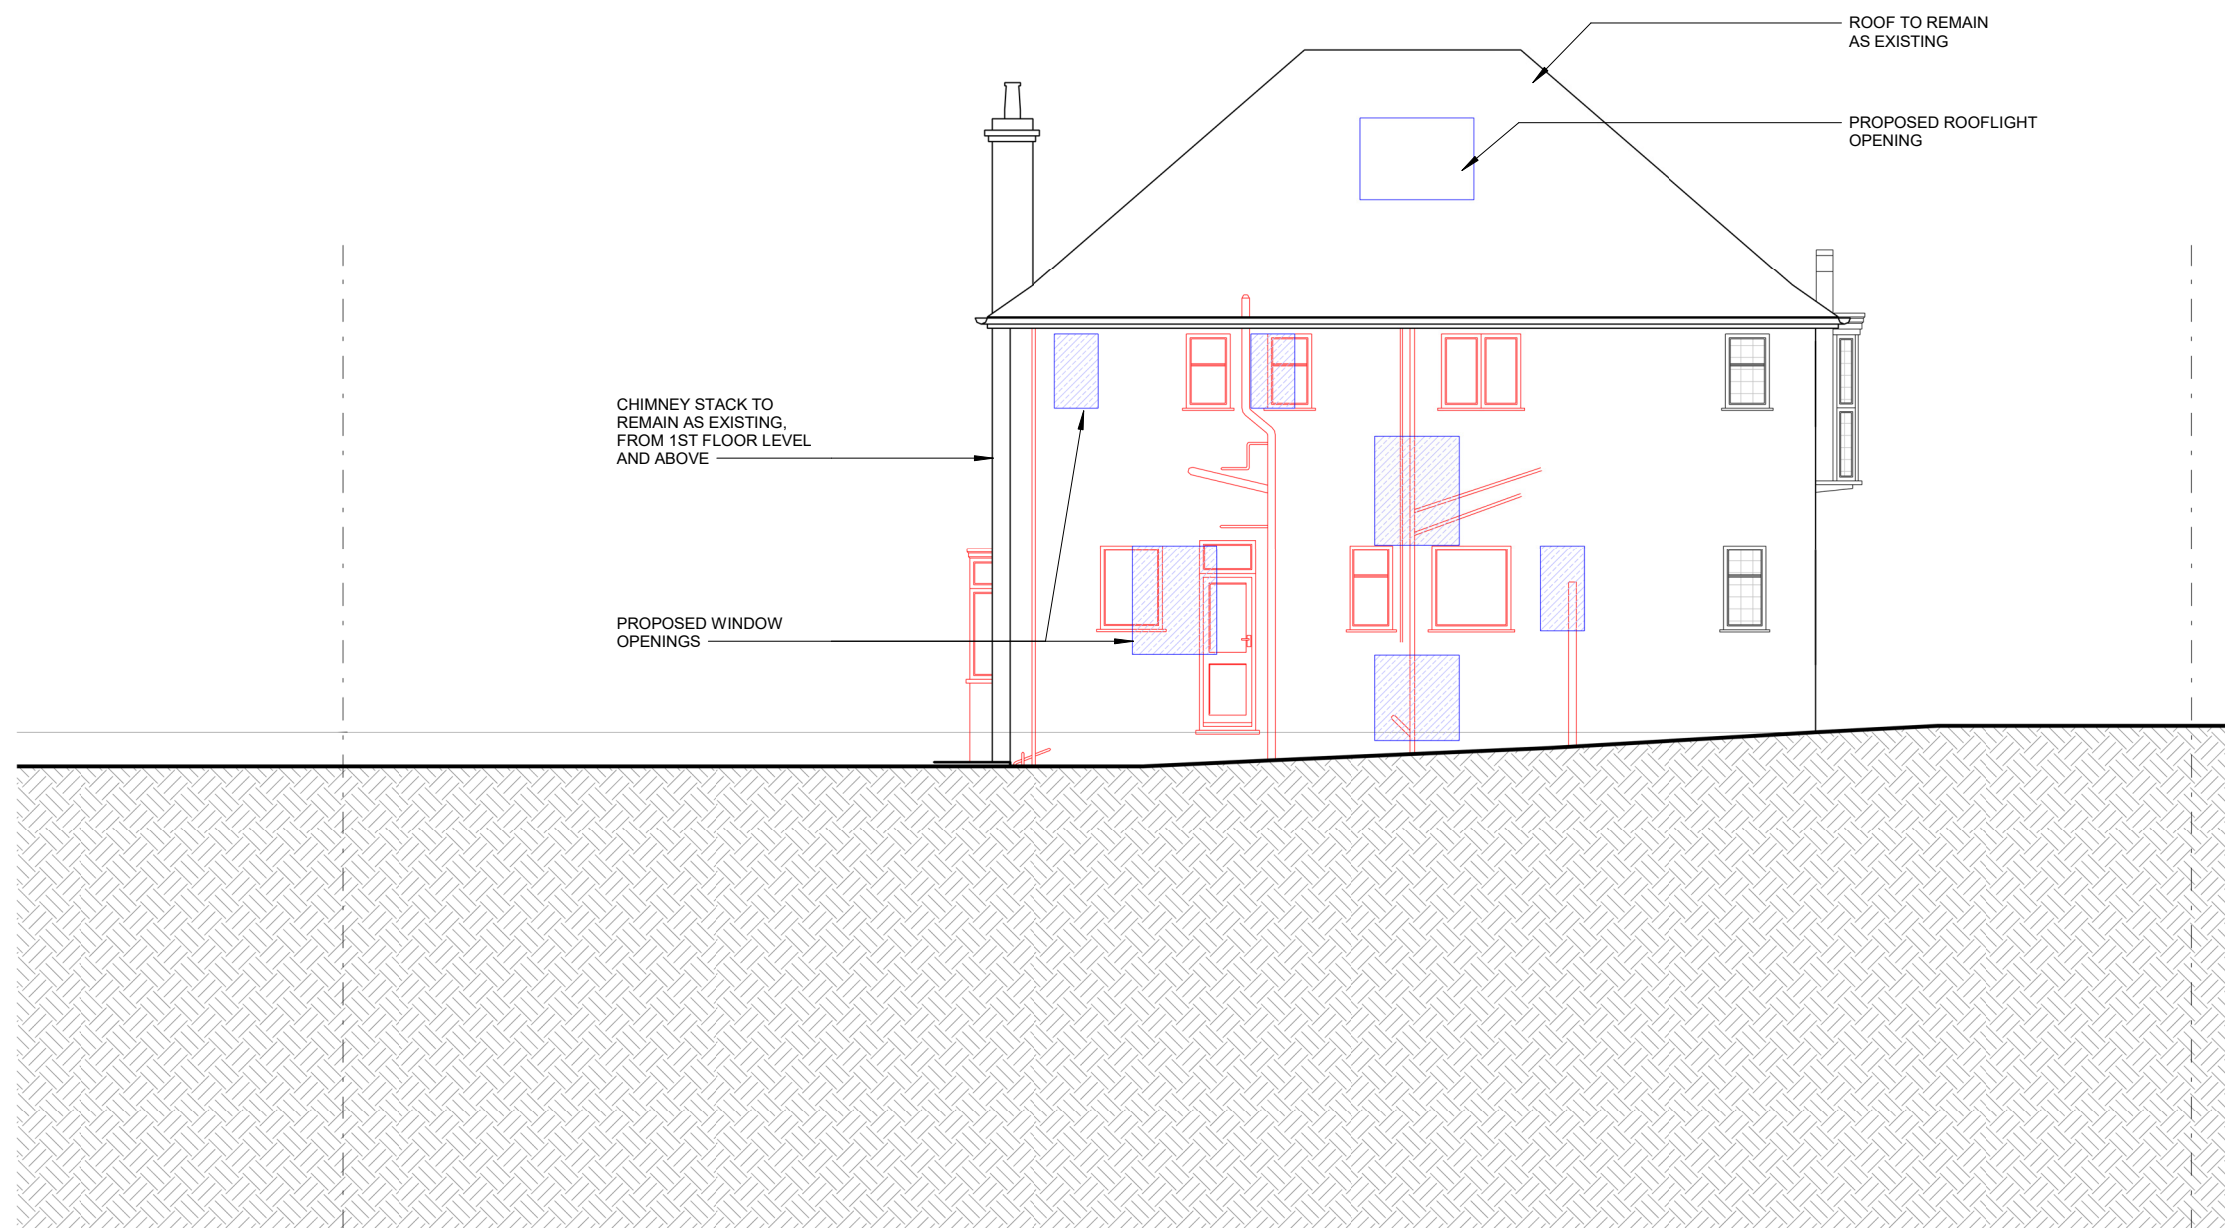 ROOF TO REMAIN
AS EXISTING
PROPOSED ROOFLIGHT
OPENING
CHIMNEY STACK TO
REMAIN AS EXISTING,
FROM 1ST FLOOR LEVEL
AND ABOVE
PROPOSED WINDOW
OPENINGS